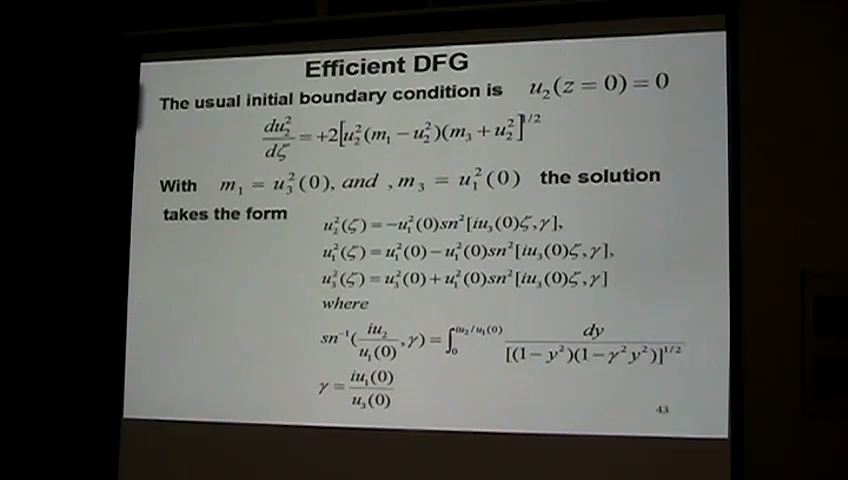 Efficient DFG
The usual initial boundary condition is u₂(z = 0) = 0
du₂²/dζ = +2[u₂²(m₁ − u₂²)(m₃ + u₂²)]^1/2
With m₁ = u₃²(0), and , m₃ = u₁²(0) the solution
takes the form
u₂²(ζ) = −u₁²(0)sn²[iu₃(0)ζ, γ],
u₁²(ζ) = u₁²(0) − u₁²(0)sn²[iu₃(0)ζ, γ],
u₃²(ζ) = u₃²(0) + u₁²(0)sn²[iu₃(0)ζ, γ]
where
sn⁻¹(iu₂/u₁(0), γ) = ∫₀^(iu₂/u₁(0)) dy/[(1 − y²)(1 − γ²y²)]^1/2
γ = iu₁(0)/u₃(0)
43